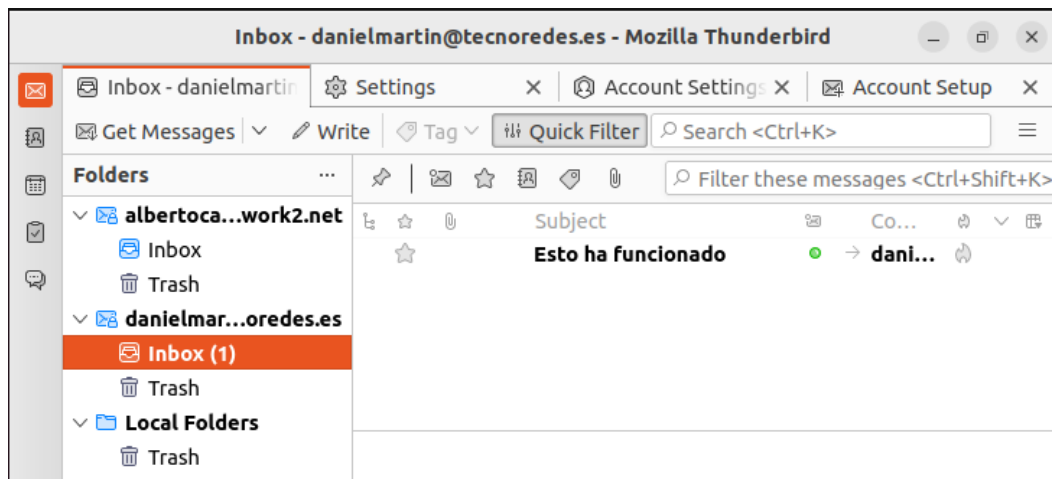 Inbox - danielmartin@tecnoredes.es - Mozilla Thunderbird
Inbox - danielmartin Settings Account Settings Account Setup
Get Messages Write Tag Quick Filter Search <Ctrl+K>
Folders ... Filter these messages <Ctrl+Shift+K>
albertoca...work2.net Subject Co...
Inbox Esto ha funcionado dani...
Trash
danielmar...oredes.es
Inbox (1)
Trash
Local Folders
Trash